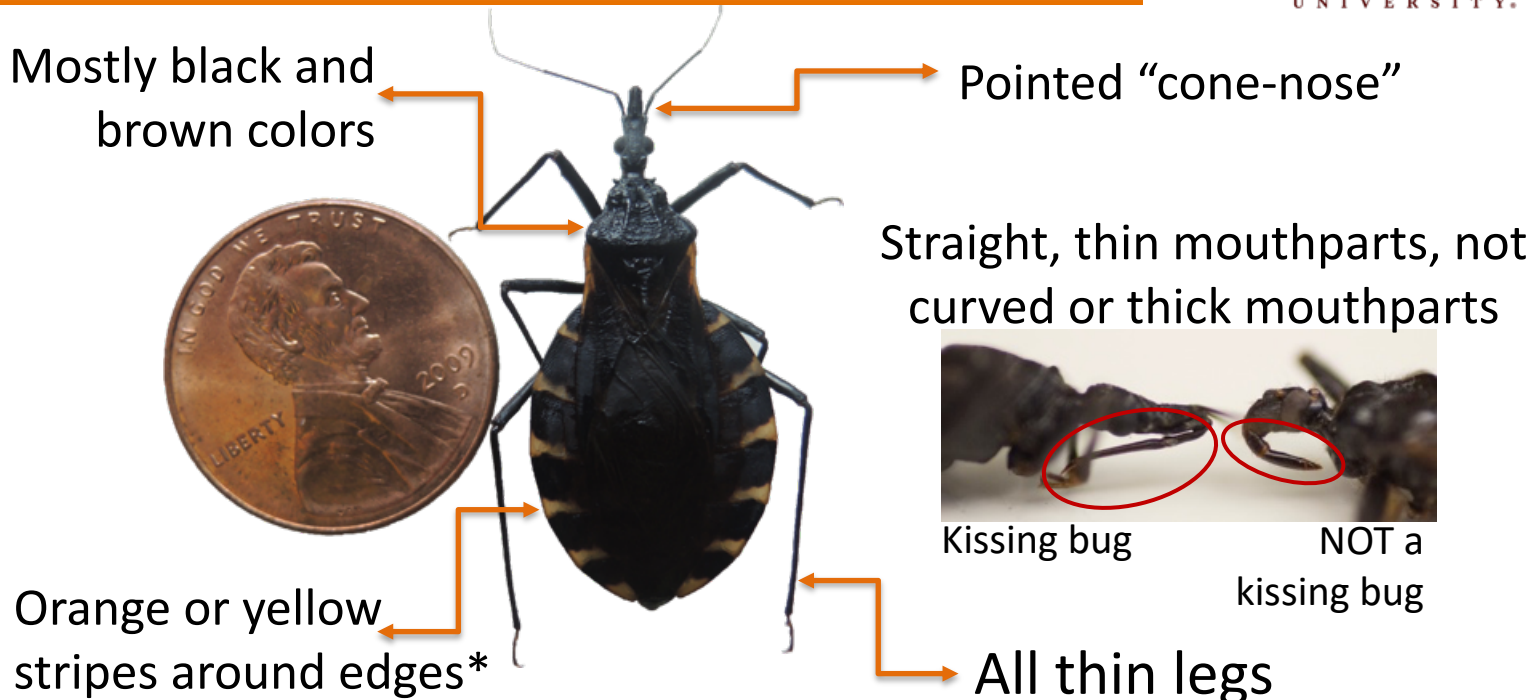 UNIVERSITY®
Mostly black and
brown colors
Pointed “cone-nose”
IN GOD WE TRUST
LIBERTY
2009
D
Straight, thin mouthparts, not
curved or thick mouthparts
Kissing bug
NOT a
kissing bug
Orange or yellow
stripes around edges*
All thin legs